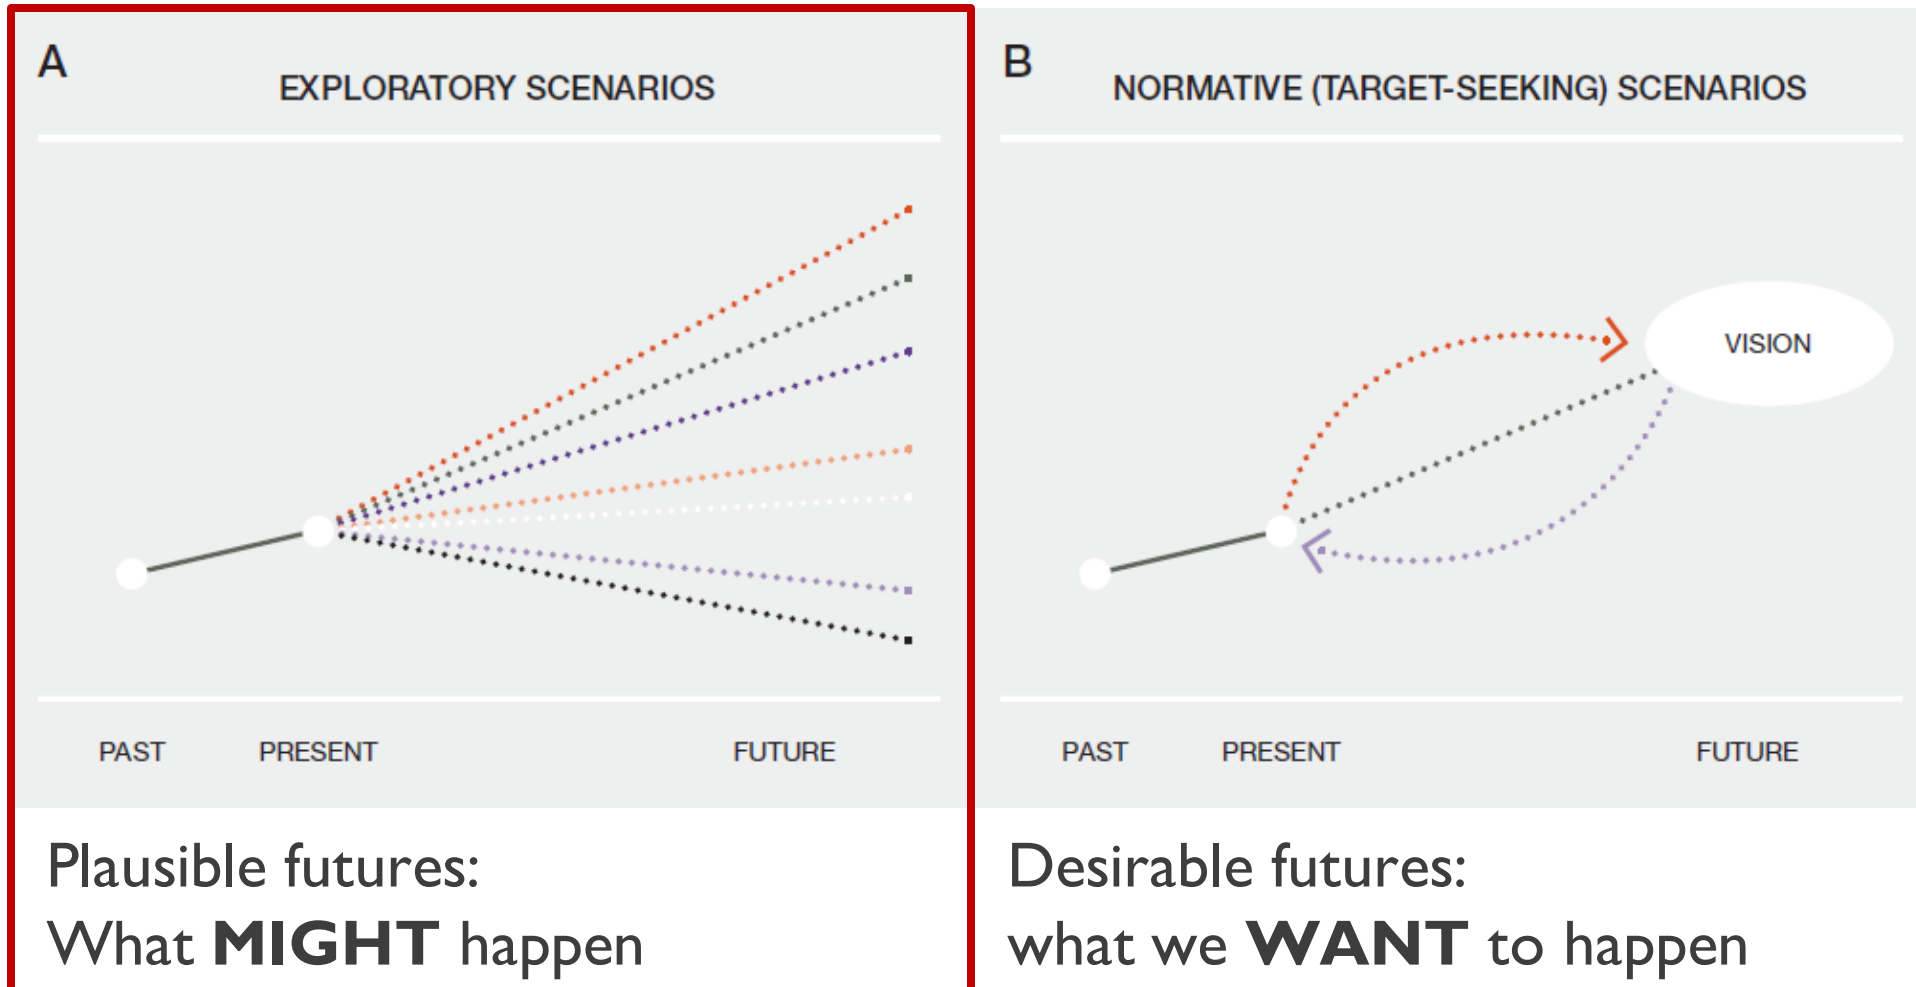 A
EXPLORATORY SCENARIOS
PAST PRESENT FUTURE
Plausible futures:
What MIGHT happen
B
NORMATIVE (TARGET-SEEKING) SCENARIOS
VISION
PAST PRESENT FUTURE
Desirable futures:
what we WANT to happen